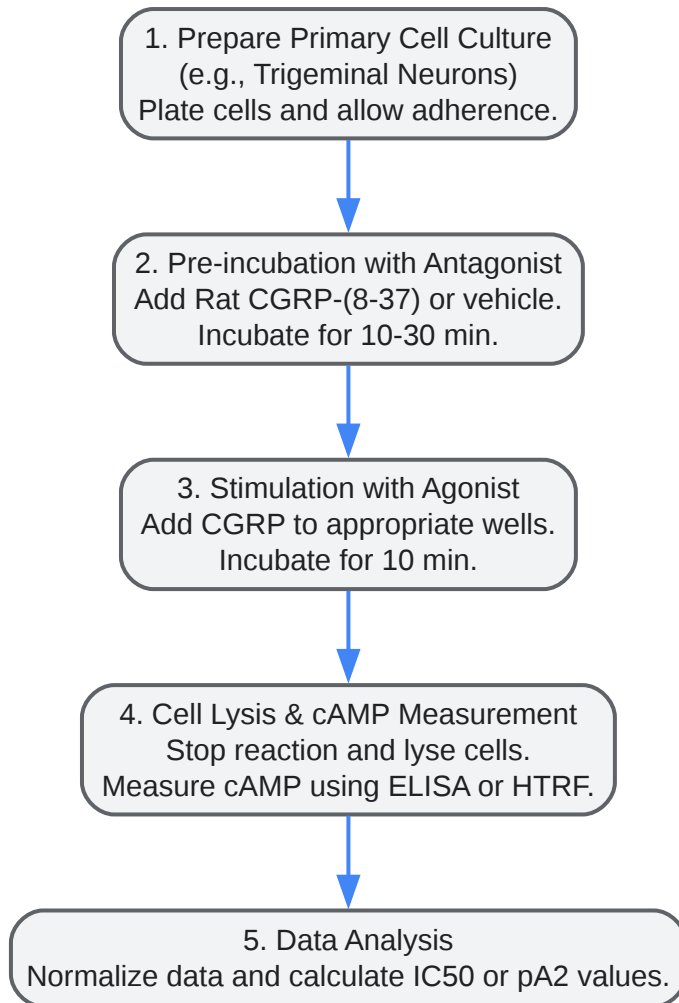 1. Prepare Primary Cell Culture
(e.g., Trigeminal Neurons)
Plate cells and allow adherence.
2. Pre-incubation with Antagonist
Add Rat CGRP-(8-37) or vehicle.
Incubate for 10-30 min.
3. Stimulation with Agonist
Add CGRP to appropriate wells.
Incubate for 10 min.
4. Cell Lysis & cAMP Measurement
Stop reaction and lyse cells.
Measure cAMP using ELISA or HTRF.
5. Data Analysis
Normalize data and calculate IC50 or pA2 values.